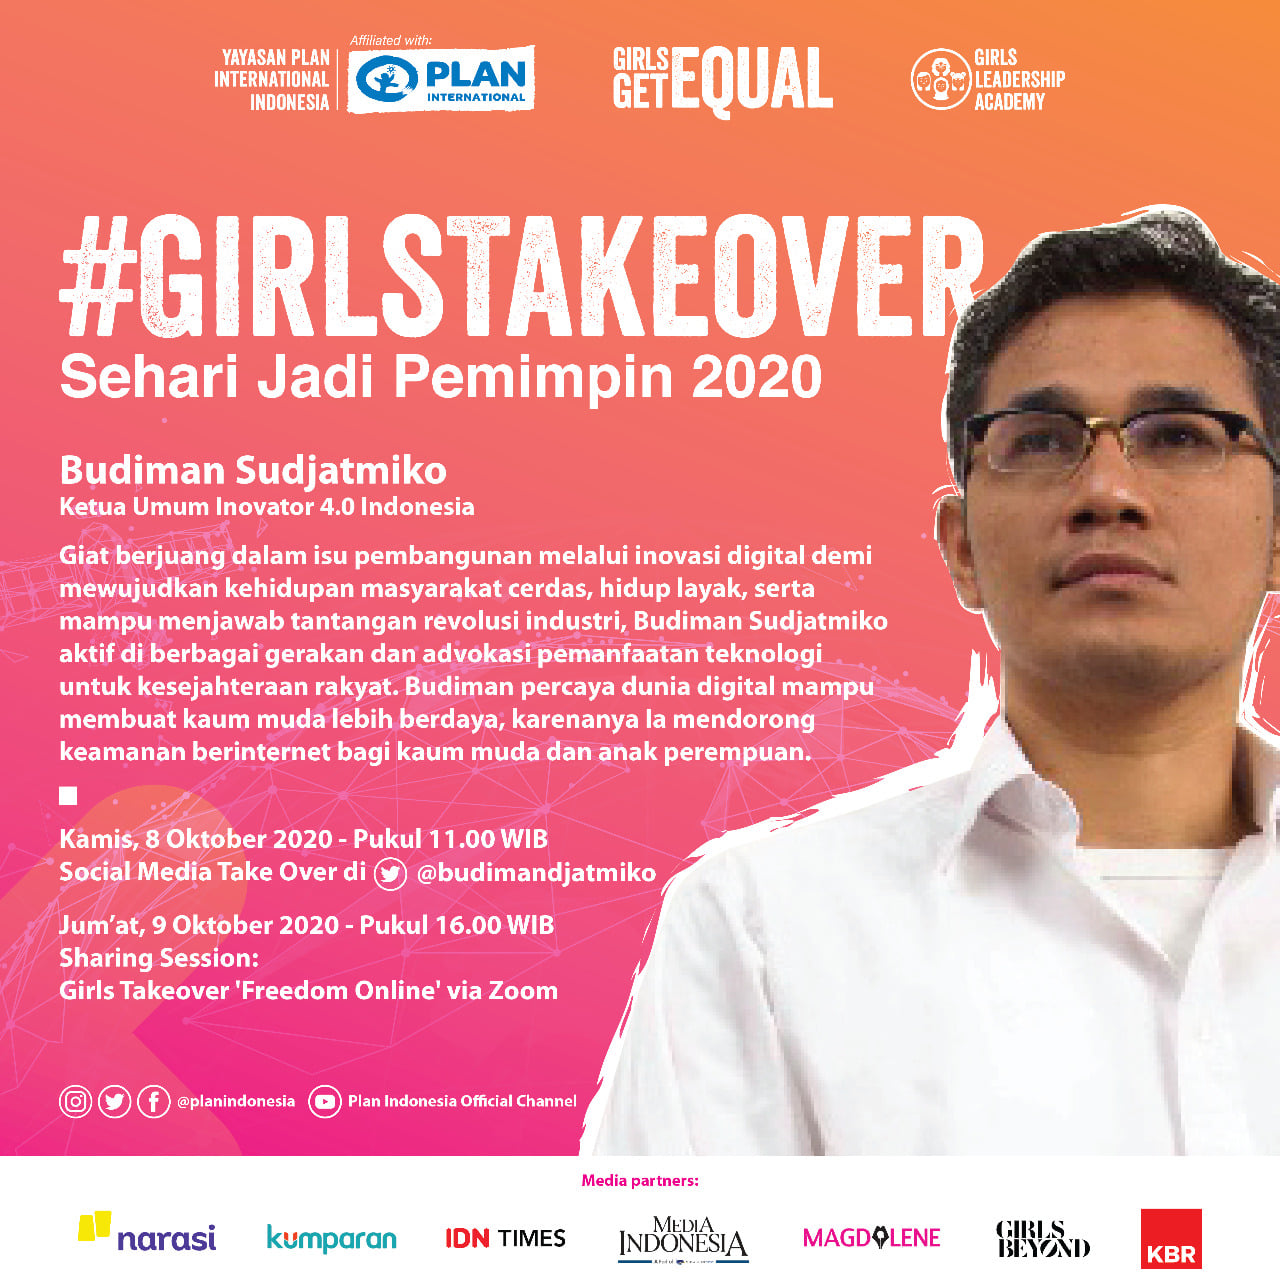 YAYASAN PLAN
INTERNATIONAL
INDONESIA
Affiliated with:
PLAN
INTERNATIONAL
GIRLS
GET EQUAL
GIRLS
LEADERSHIP
ACADEMY
#GIRLSTAKEOVER
Sehari Jadi Pemimpin 2020
Budiman Sudjatmiko
Ketua Umum Inovator 4.0 Indonesia
Giat berjuang dalam isu pembangunan melalui inovasi digital demi
mewujudkan kehidupan masyarakat cerdas, hidup layak, serta
mampu menjawab tantangan revolusi industri, Budiman Sudjatmiko
aktif di berbagai gerakan dan advokasi pemanfaatan teknologi
untuk kesejahteraan rakyat. Budiman percaya dunia digital mampu
membuat kaum muda lebih berdaya, karenanya Ia mendorong
keamanan berinternet bagi kaum muda dan anak perempuan.
Kamis, 8 Oktober 2020 - Pukul 11.00 WIB
Social Media Take Over di @budimandjatmiko
Jum’at, 9 Oktober 2020 - Pukul 16.00 WIB
Sharing Session:
Girls Takeover 'Freedom Online' via Zoom
@planindonesia Plan Indonesia Official Channel
Media partners:
narasi
kumparan
IDN TIMES
MEDIA
INDONESIA
MAGDALENE
GIRLS
BEYOND
KBR